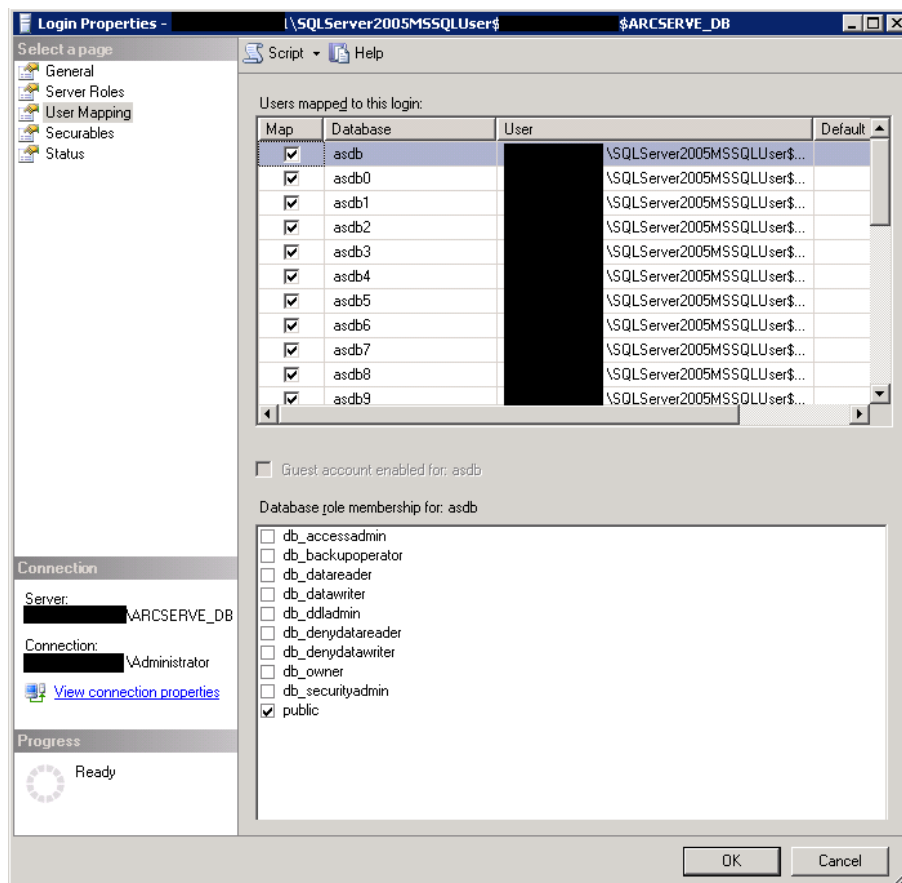 Login Properties - 1\SQLServer2005MSSQLUser$ $ARCSERVE_DB
Select a page
General
Server Roles
User Mapping
Securables
Status
Script Help
Users mapped to this login:
Map Database User Default
asdb \SQLServer2005MSSQLUser$...
asdb0 \SQLServer2005MSSQLUser$...
asdb1 \SQLServer2005MSSQLUser$...
asdb2 \SQLServer2005MSSQLUser$...
asdb3 \SQLServer2005MSSQLUser$...
asdb4 \SQLServer2005MSSQLUser$...
asdb5 \SQLServer2005MSSQLUser$...
asdb6 \SQLServer2005MSSQLUser$...
asdb7 \SQLServer2005MSSQLUser$...
asdb8 \SQLServer2005MSSQLUser$...
asdb9 \SQLServer2005MSSQLUser$...
Guest account enabled for: asdb
Database role membership for: asdb
db_accessadmin
db_backupoperator
db_datareader
db_datawriter
db_ddladmin
db_denydatareader
db_denydatawriter
db_owner
db_securityadmin
public
Connection
Server:
\ARCSERVE_DB
Connection:
\Administrator
View connection properties
Progress
Ready
OK Cancel